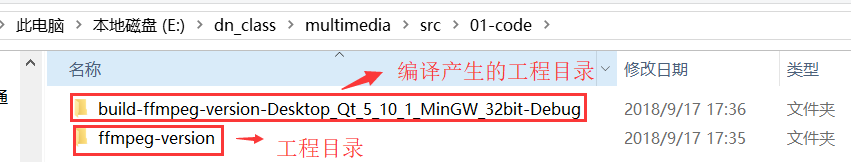 此电脑 › 本地磁盘 (E:) › dn_class › multimedia › src › 01-code ›
名称 修改日期 类型
编译产生的工程目录
build-ffmpeg-version-Desktop_Qt_5_10_1_MinGW_32bit-Debug 2018/9/17 17:36 文件夹
通
ffmpeg-version 2018/9/17 17:35 文件夹
工程目录